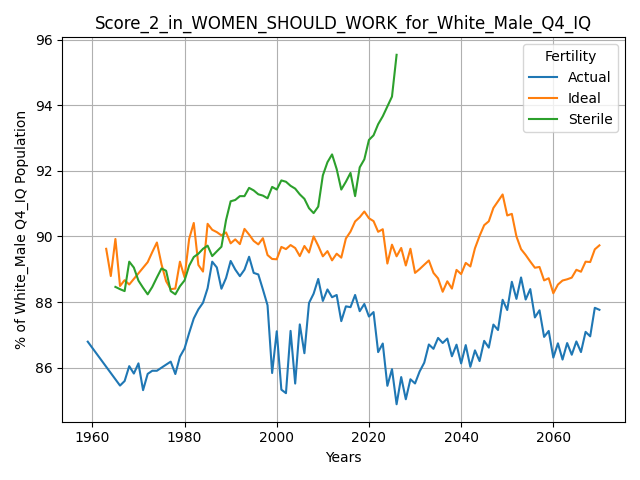 Score_2_in_WOMEN_SHOULD_WORK_for_White_Male_Q4_IQ
% of White_Male Q4_IQ Population
96
94
92
90
88
86
Fertility
Actual
Ideal
Sterile
1960
1980
2000
2020
2040
2060
Years